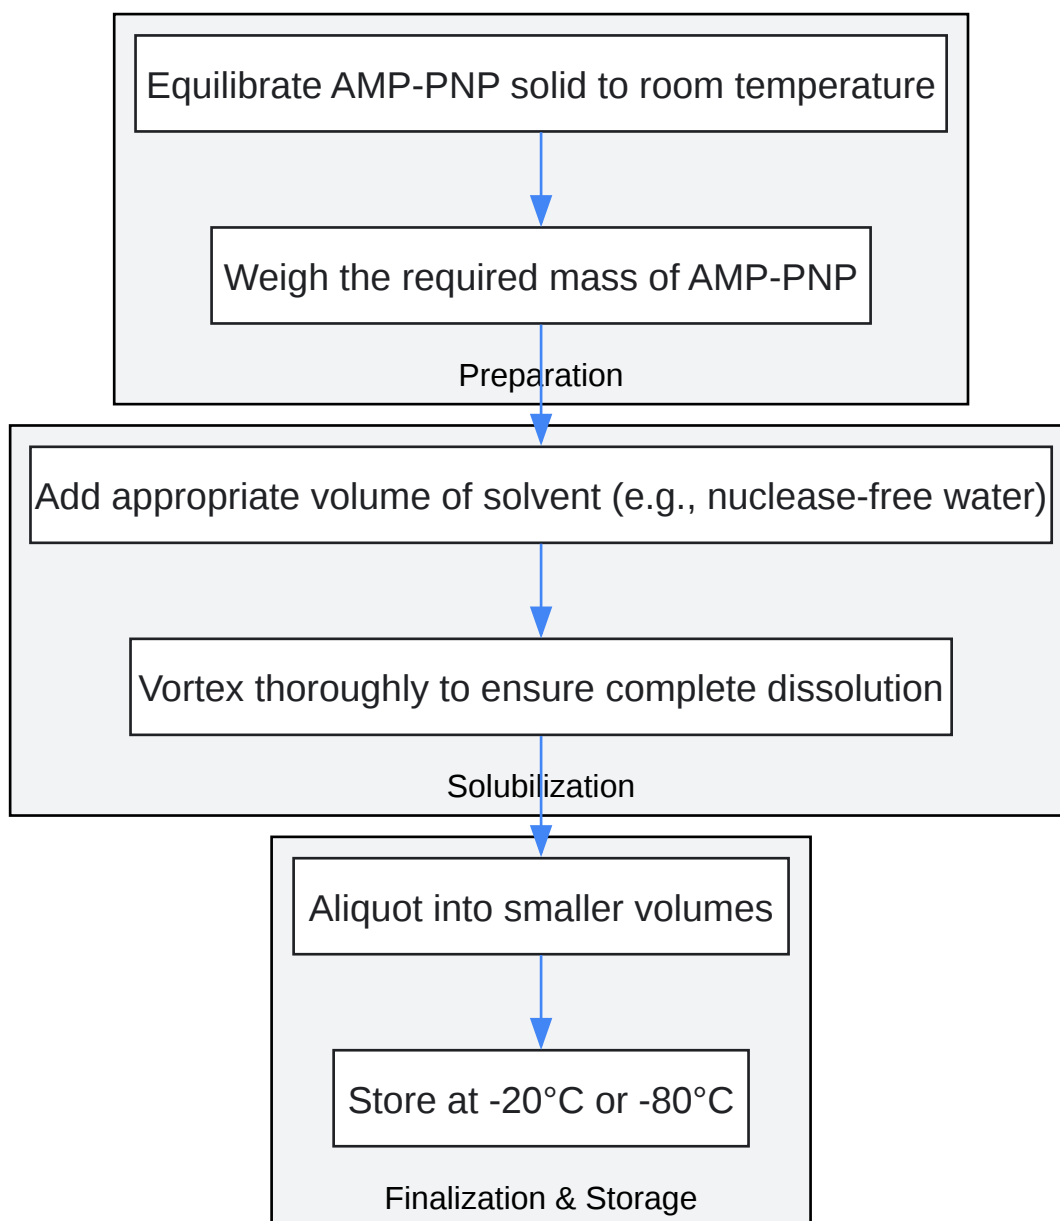 Equilibrate AMP-PNP solid to room temperature
Weigh the required mass of AMP-PNP
Preparation
Add appropriate volume of solvent (e.g., nuclease-free water)
Vortex thoroughly to ensure complete dissolution
Solubilization
Aliquot into smaller volumes
Store at -20°C or -80°C
Finalization & Storage